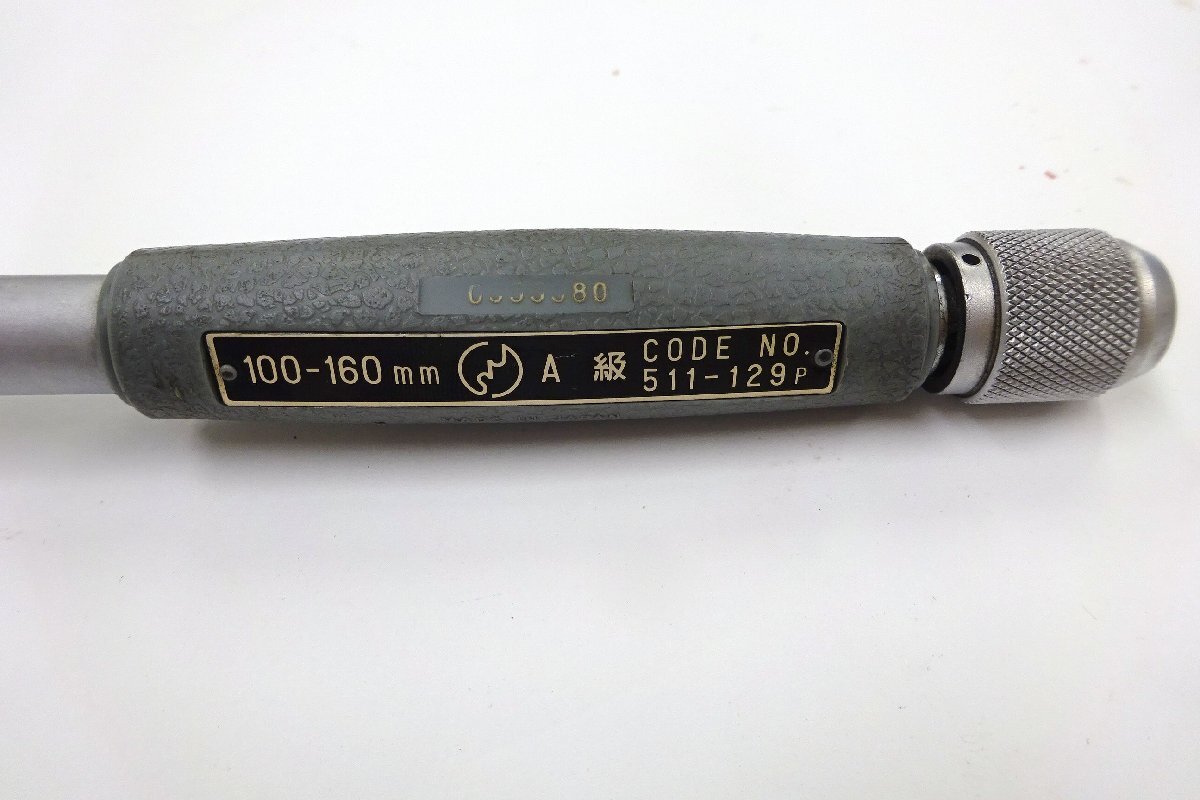 100-160 mm A 級 CODE NO.
511-129P